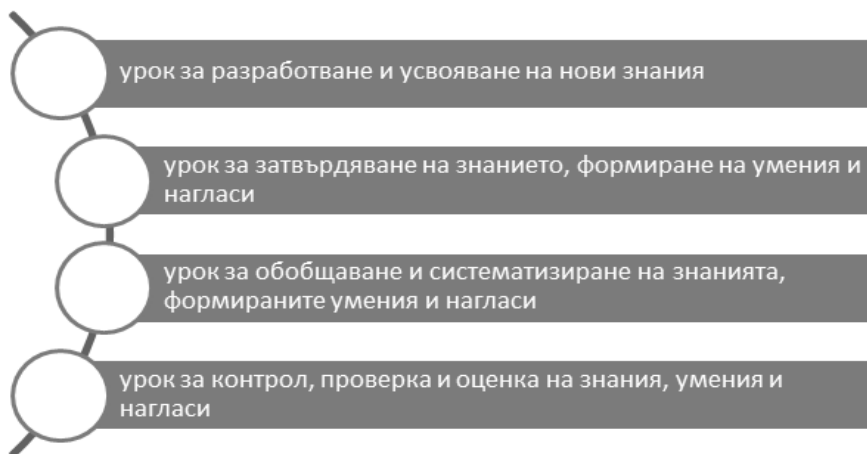 урок за разработване и усвояване на нови знания
урок за затвърдяване на знанието, формиране на умения и
нагласи
урок за обобщаване и систематизиране на знанията,
формираните умения и нагласи
урок за контрол, проверка и оценка на знания, умения и
нагласи